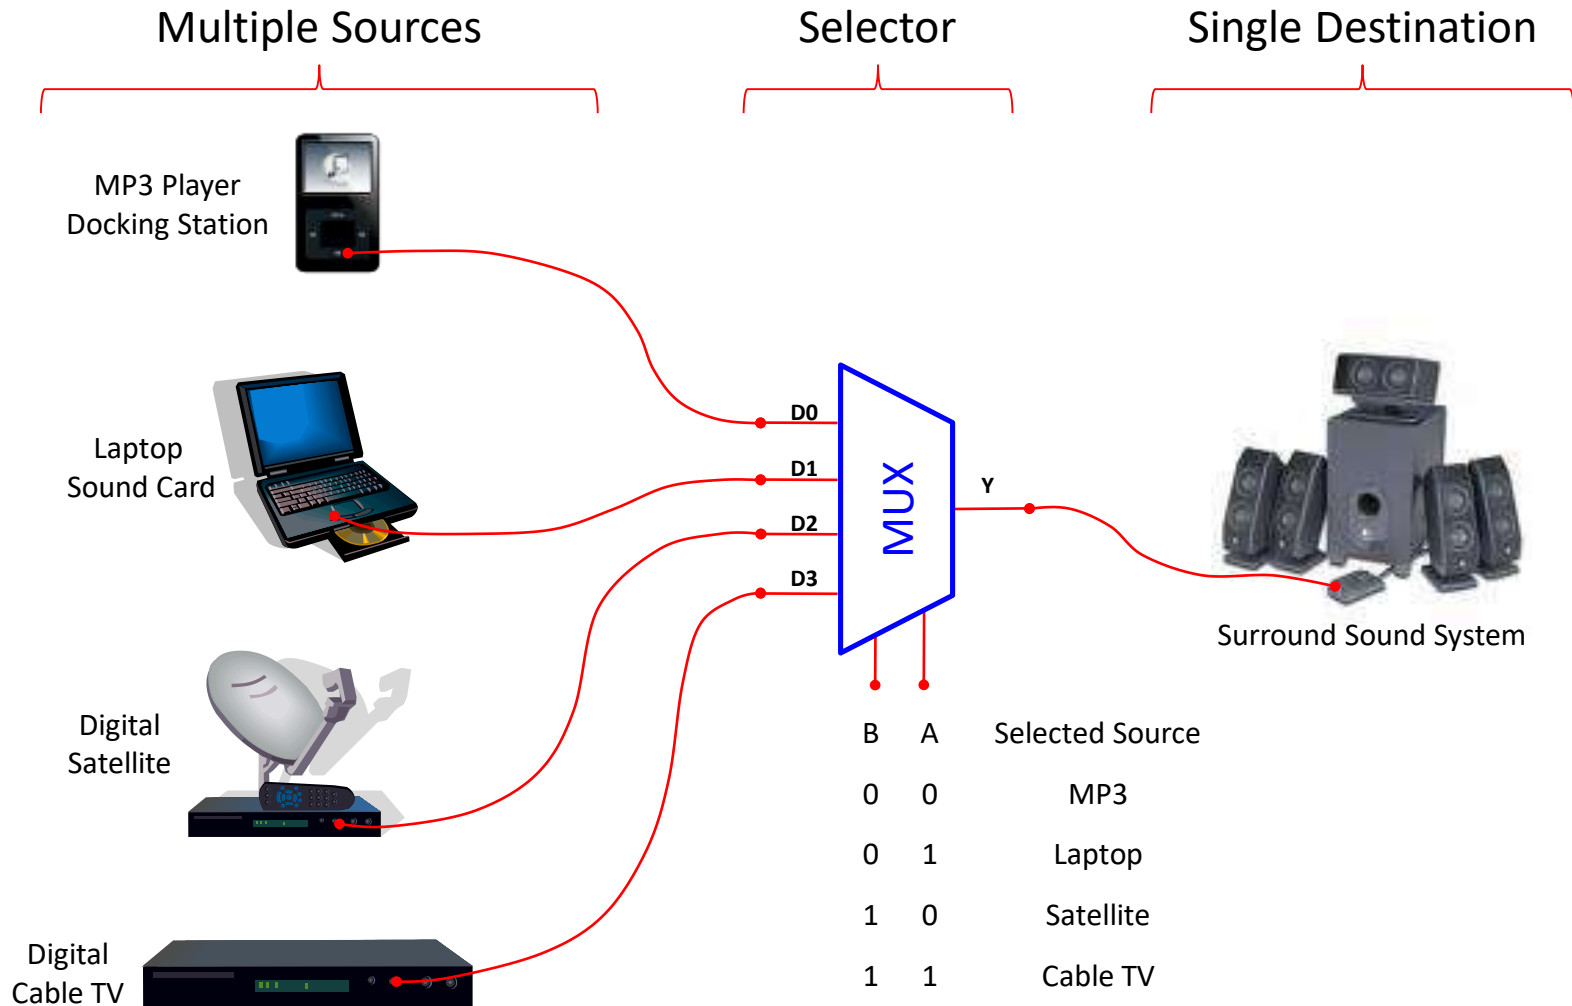 Multiple Sources
Selector
Single Destination
MP3 Player
Docking Station
Laptop
Sound Card
Digital
Satellite
Digital
Cable TV
D0
D1
D2
D3
MUX
Y
Surround Sound System
B A Selected Source
0 0 MP3
0 1 Laptop
1 0 Satellite
1 1 Cable TV